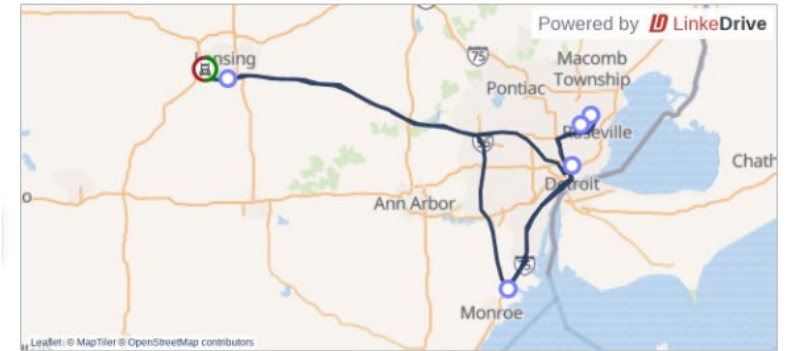 Powered by LinkeDrive
Lansing
75
Macomb
Township
Pontiac
Roseville
Chath
Detroit
Ann Arbor
O
75
Monroe
Leaflet | © MapTiler © OpenStreetMap contributors